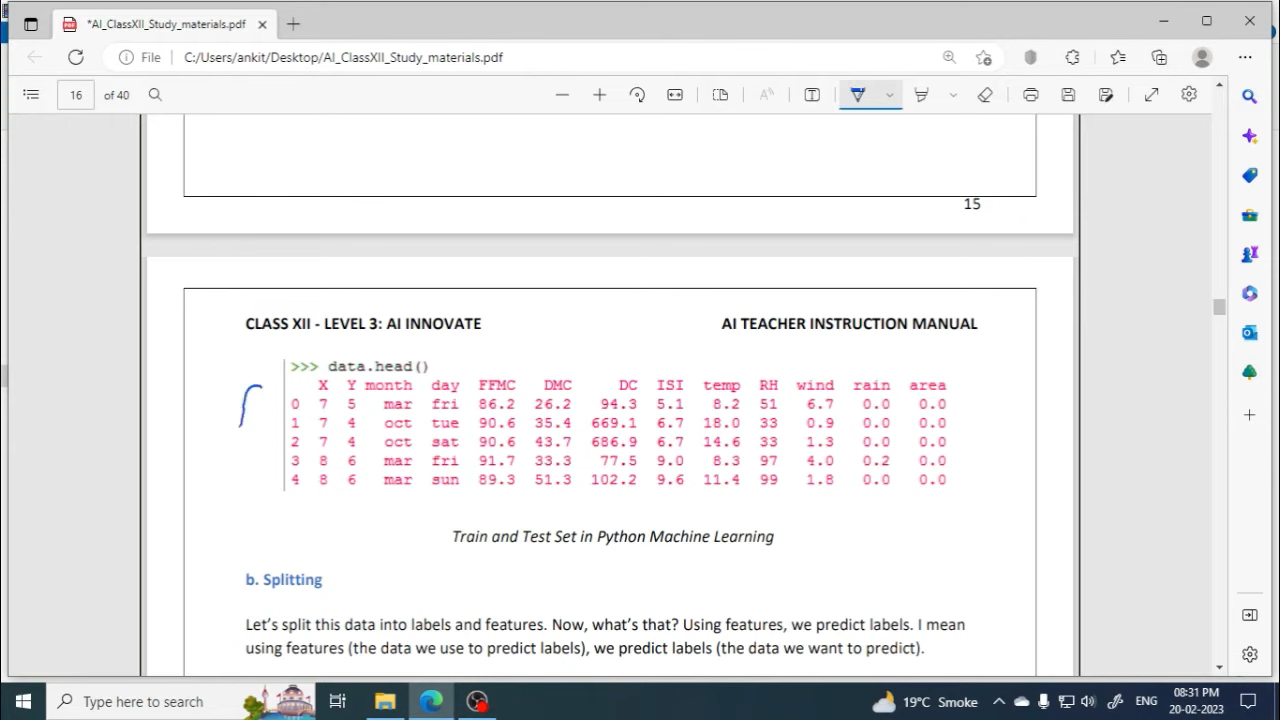 *AI_ClassXII_Study_materials.pdf
File C:/Users/ankit/Desktop/AI_ClassXII_Study_materials.pdf
16 of 40
15
CLASS XII - LEVEL 3: AI INNOVATE AI TEACHER INSTRUCTION MANUAL
>>> data.head()
X Y month day FFMC DMC DC ISI temp RH wind rain area
0 7 5 mar fri 86.2 26.2 94.3 5.1 8.2 51 6.7 0.0 0.0
1 7 4 oct tue 90.6 35.4 669.1 6.7 18.0 33 0.9 0.0 0.0
2 7 4 oct sat 90.6 43.7 686.9 6.7 14.6 33 1.3 0.0 0.0
3 8 6 mar fri 91.7 33.3 77.5 9.0 8.3 97 4.0 0.2 0.0
4 8 6 mar sun 89.3 51.3 102.2 9.6 11.4 99 1.8 0.0 0.0
Train and Test Set in Python Machine Learning
b. Splitting
Let's split this data into labels and features. Now, what's that? Using features, we predict labels. I mean
using features (the data we use to predict labels), we predict labels (the data we want to predict).
Type here to search
19°C Smoke
ENG
08:31 PM
20-02-2023